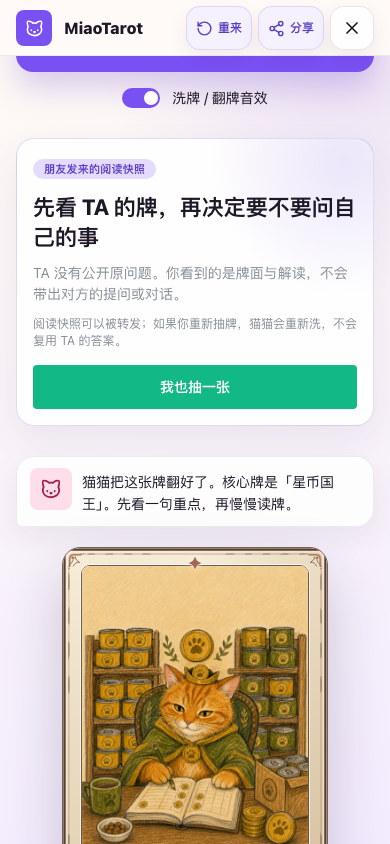 MiaoTarot
重来
分享
洗牌 / 翻牌音效
朋友发来的阅读快照
先看 TA 的牌，再决定要不要问自
己的事
TA 没有公开原问题。你看到的是牌面与解读，不会
带出对方的提问或对话。
阅读快照可以被转发；如果你重新抽牌，猫猫会重新洗，不会
复用 TA 的答案。
我也抽一张
猫猫把这张牌翻好了。核心牌是「星币国
王」。先看一句重点，再慢慢读牌。